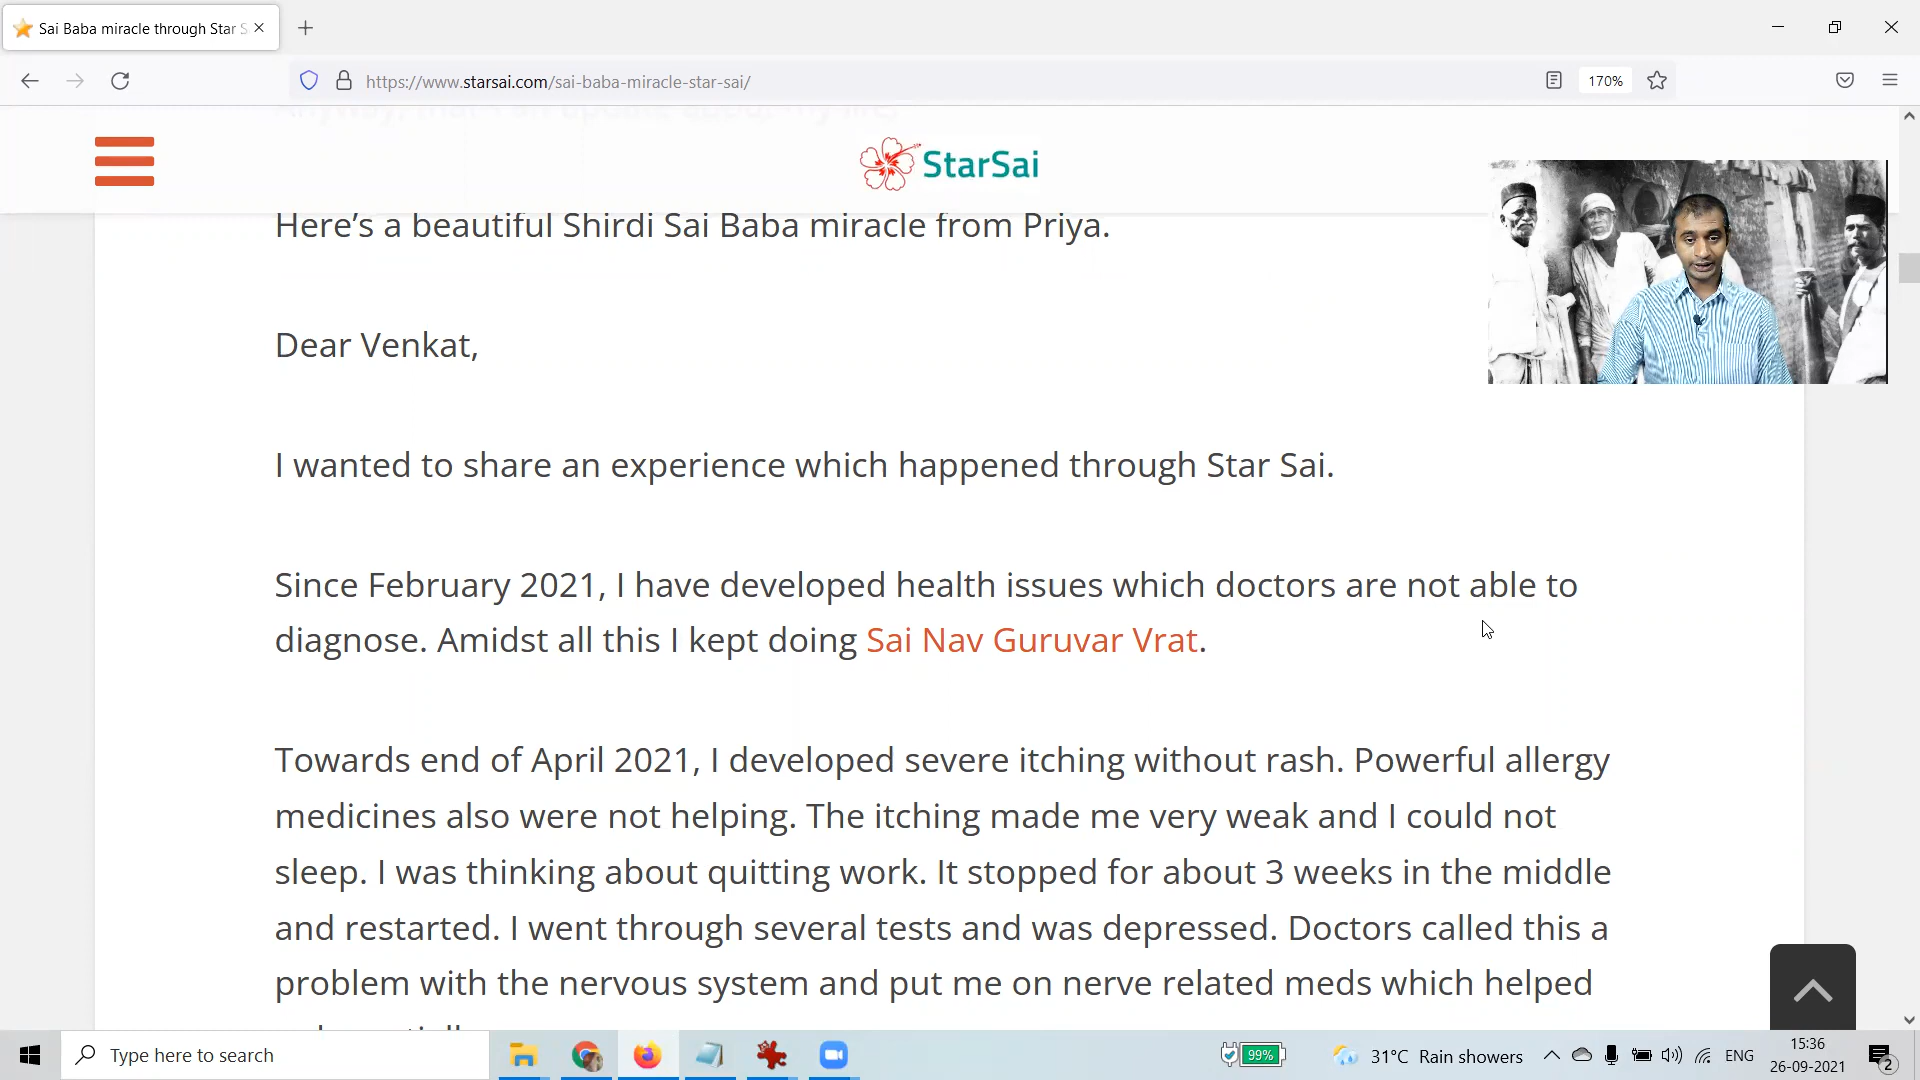 Sai Baba miracle through Star S
https://www.starsai.com/sai-baba-miracle-star-sai/
170%
StarSai
Here’s a beautiful Shirdi Sai Baba miracle from Priya.
Dear Venkat,
I wanted to share an experience which happened through Star Sai.
Since February 2021, I have developed health issues which doctors are not able to
diagnose. Amidst all this I kept doing Sai Nav Guruvar Vrat.
Towards end of April 2021, I developed severe itching without rash. Powerful allergy
medicines also were not helping. The itching made me very weak and I could not
sleep. I was thinking about quitting work. It stopped for about 3 weeks in the middle
and restarted. I went through several tests and was depressed. Doctors called this a
problem with the nervous system and put me on nerve related meds which helped
Type here to search
99%
31°C Rain showers
ENG
15:36
26-09-2021
2